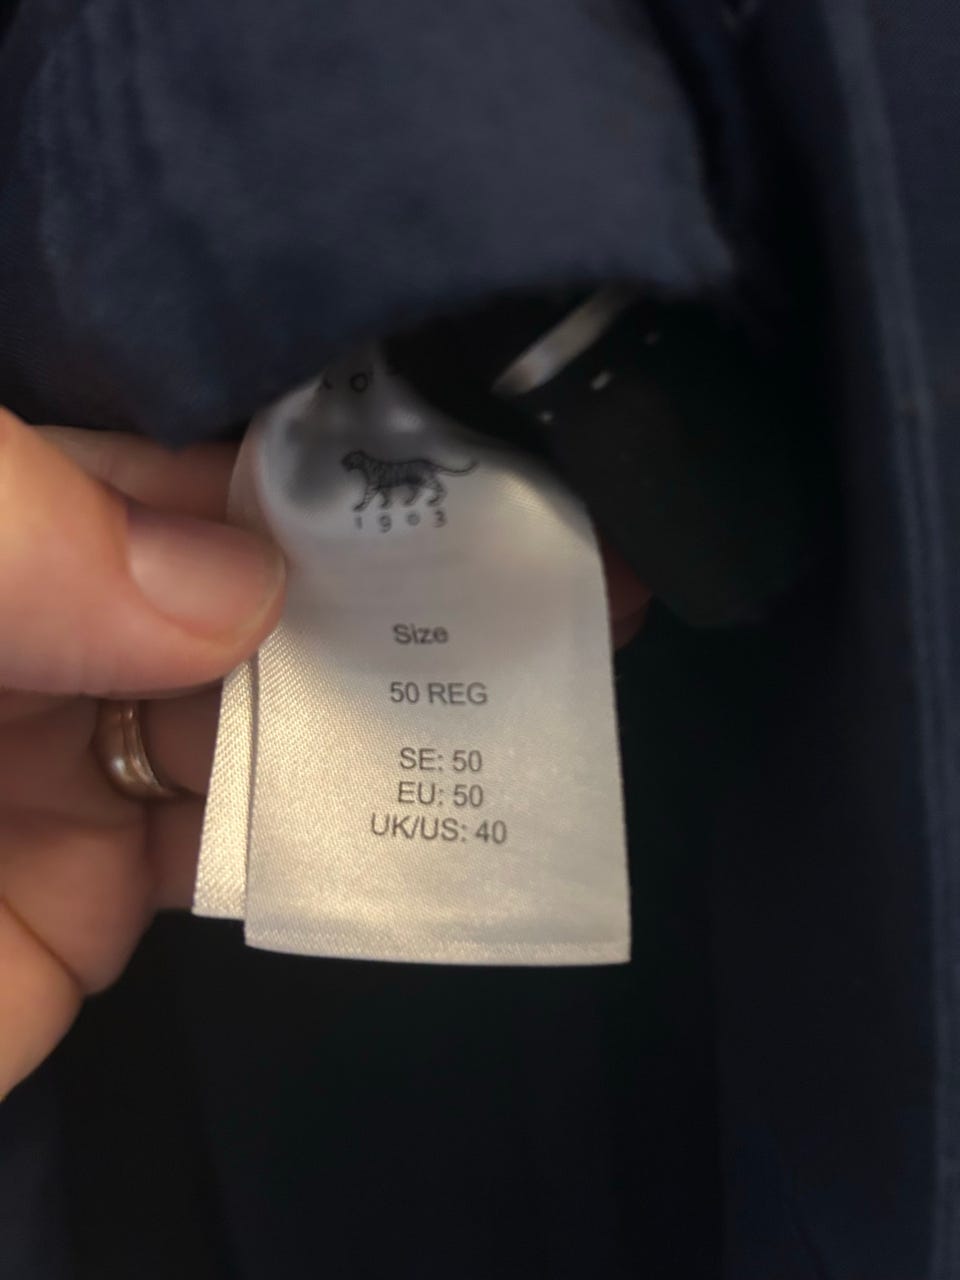 1903
Size
50 REG
SE: 50
EU: 50
UK/US: 40